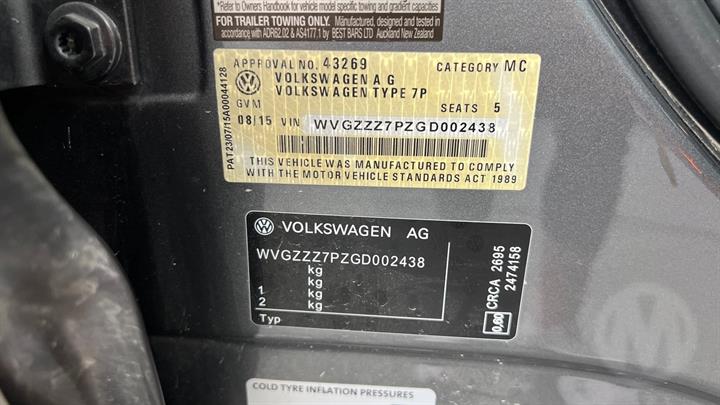 *Refer to Owners Handbook for vehicle model specific towing and gradient capacities
FOR TRAILER TOWING ONLY. Manufactured, designed and tested in
accordance with ADR62.02 & AS4177.1 by BEST BARS LTD Auckland New Zealand
PAT23/07/15A00044128
APPROVAL NO. 43269 CATEGORY MC
VOLKSWAGEN A G
VOLKSWAGEN TYPE 7P
GVM SEATS 5
08/15 VIN WVGZZZ7PZGD002438
THIS VEHICLE WAS MANUFACTURED TO COMPLY
WITH THE MOTOR VEHICLE STANDARDS ACT 1989
VOLKSWAGEN AG
WVGZZZ7PZGD002438
kg
kg
1 kg
2 kg
Typ
0,60 CRCA 2695
2474158
COLD TYRE INFLATION PRESSURES
M